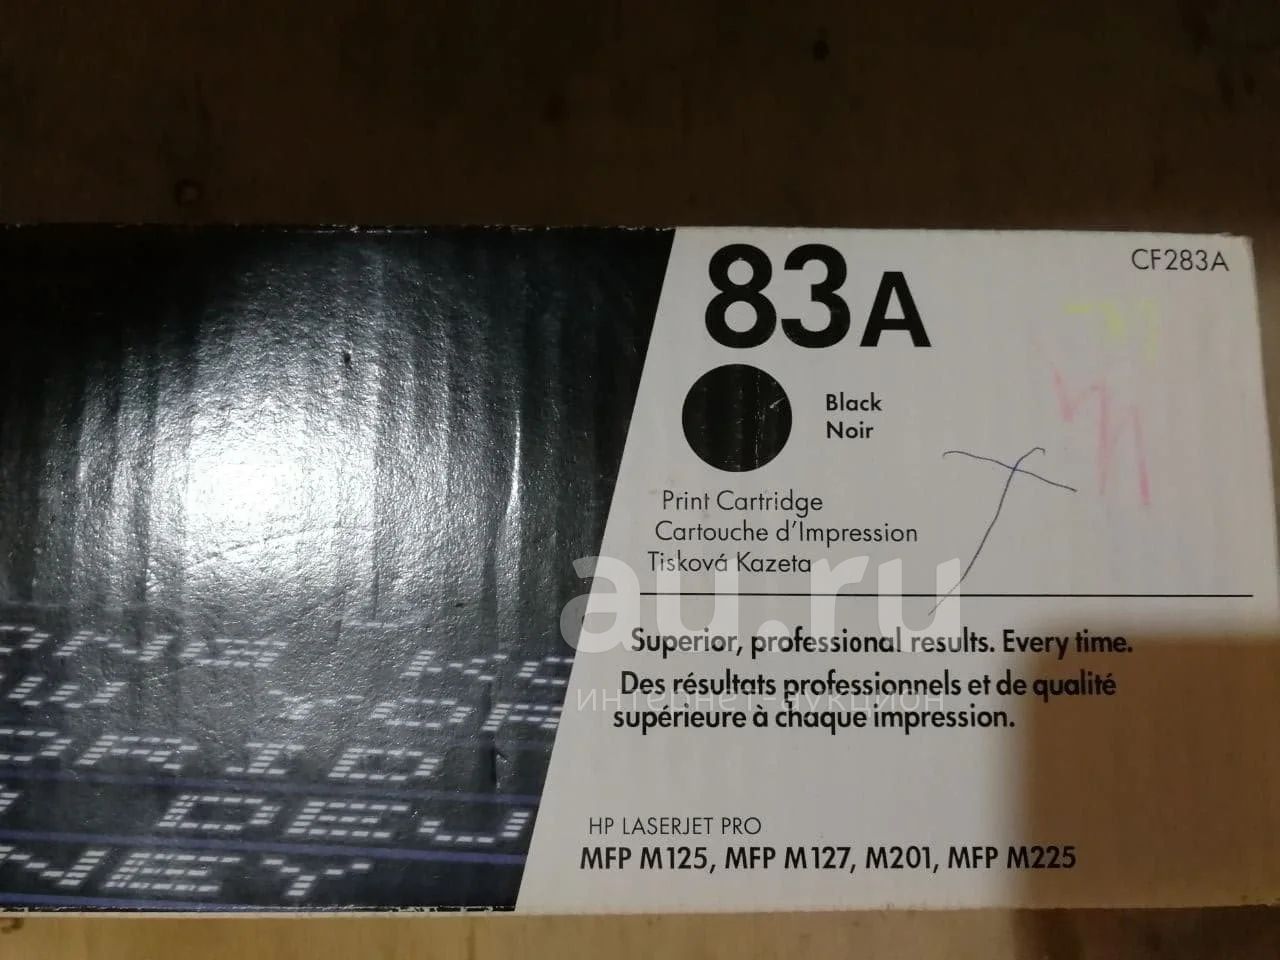 83A
CF283A
Black
Noir
Print Cartridge
Cartouche d'Impression
Tisková Kazeta
au.ru
интернет-аукцион
Superior, professional results. Every time.
Des résultats professionnels et de qualité
supérieure à chaque impression.
HP LASERJET PRO
MFP M125, MFP M127, M201, MFP M225